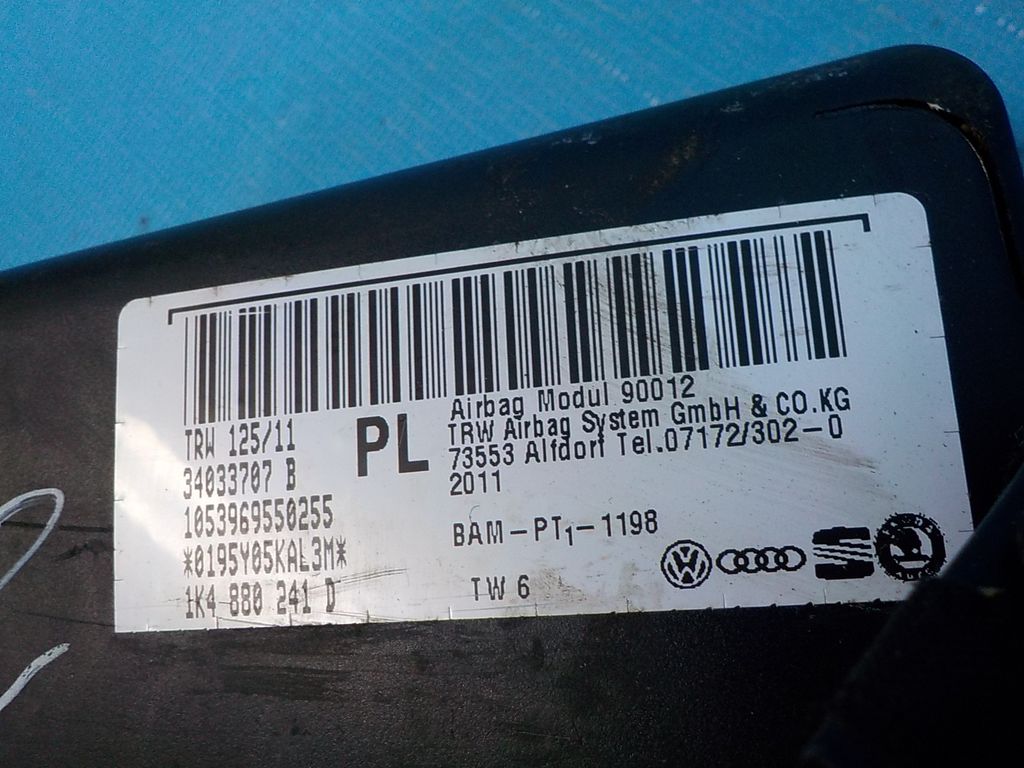 TRW 125/11
34033707 B
1053969550255
*0195Y05KAL3M*
1K4 880 241 D
PL
Airbag Modul 90012
TRW Airbag System GmbH & CO.KG
73553 Alfdorf Tel.07172/302-0
2011
BAM-PT1-1198
TW 6